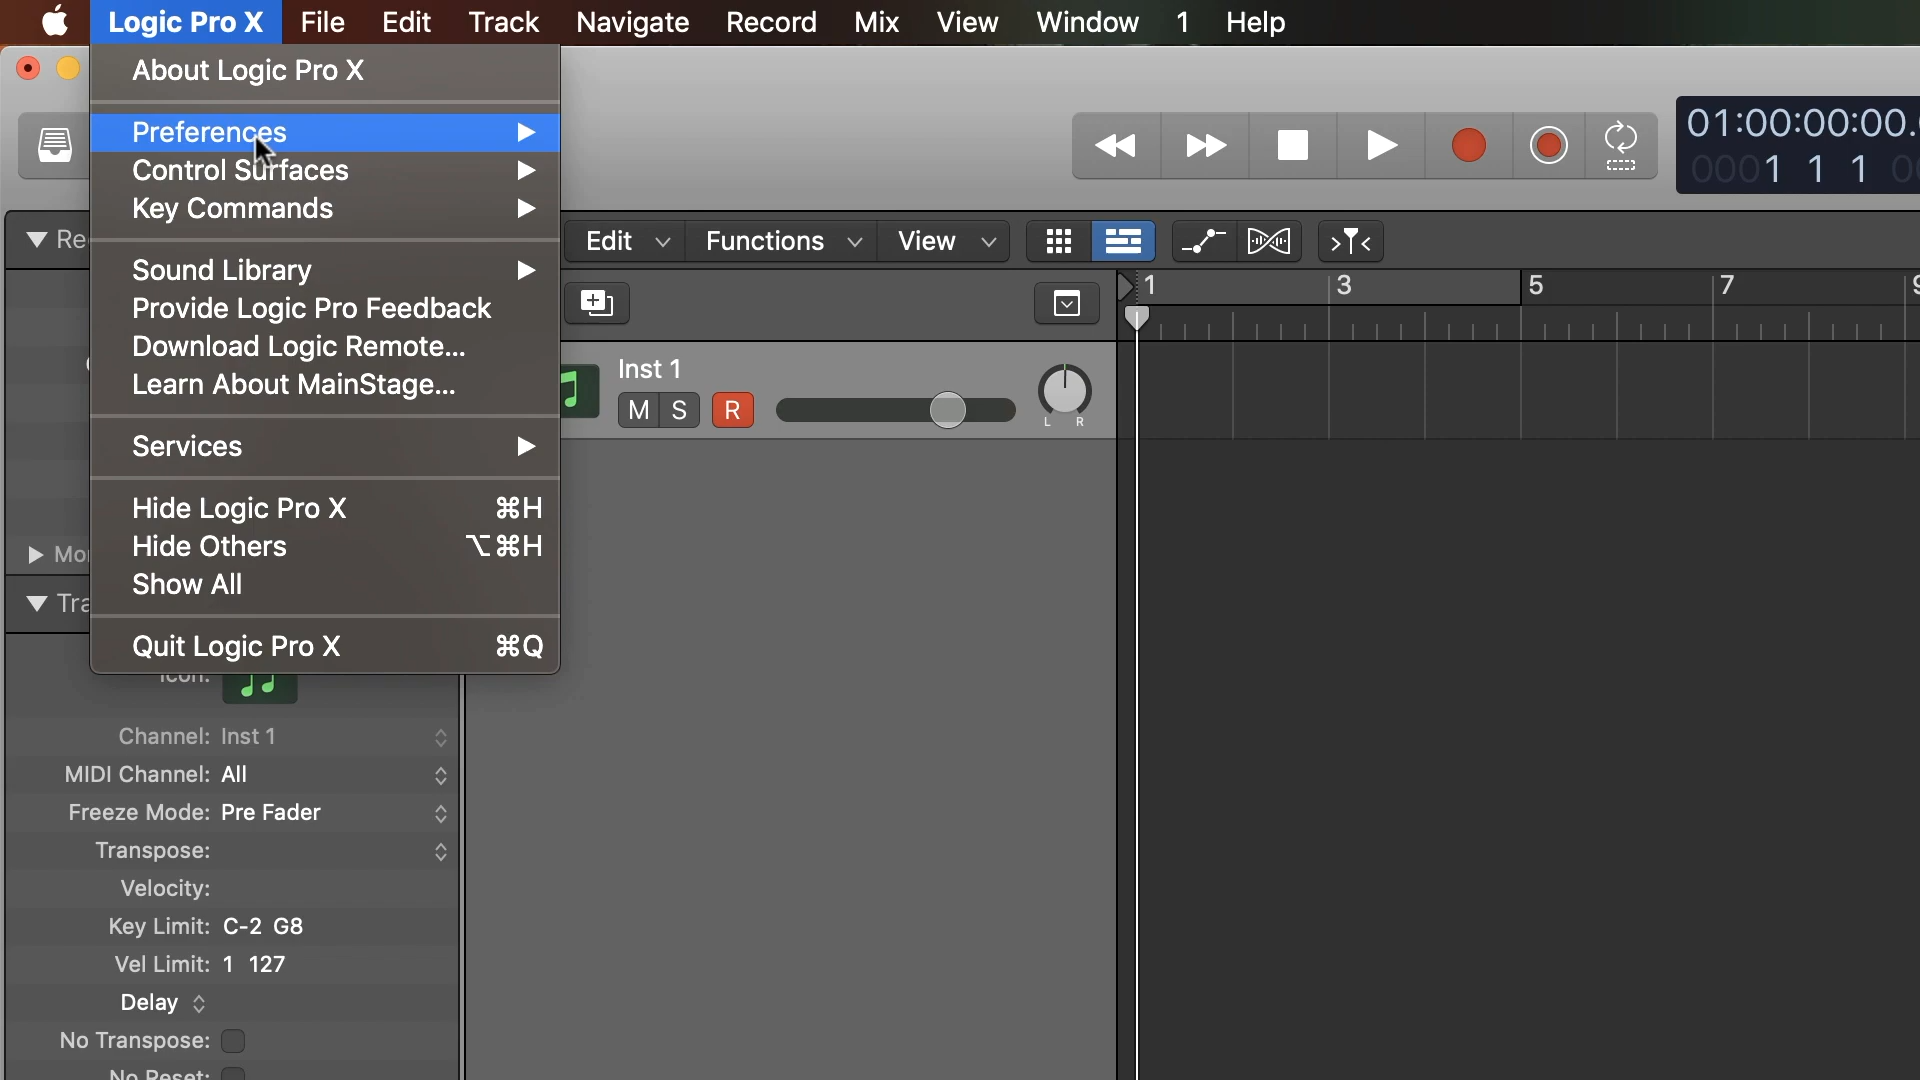 Logic Pro X File Edit Track Navigate Record Mix View Window 1 Help
About Logic Pro X
Preferences
Control Surfaces
Key Commands
Sound Library
Provide Logic Pro Feedback
Download Logic Remote...
Learn About MainStage...
Services
Hide Logic Pro X ⌘H
Hide Others ⌥⌘H
Show All
Quit Logic Pro X ⌘Q
01:00:00:00.
0001 1 1
Edit Functions View
1 3 5 7 9
Inst 1
M S R
L R
Icon:
Channel: Inst 1
MIDI Channel: All
Freeze Mode: Pre Fader
Transpose:
Velocity:
Key Limit: C-2 G8
Vel Limit: 1 127
Delay
No Transpose:
No Reset: